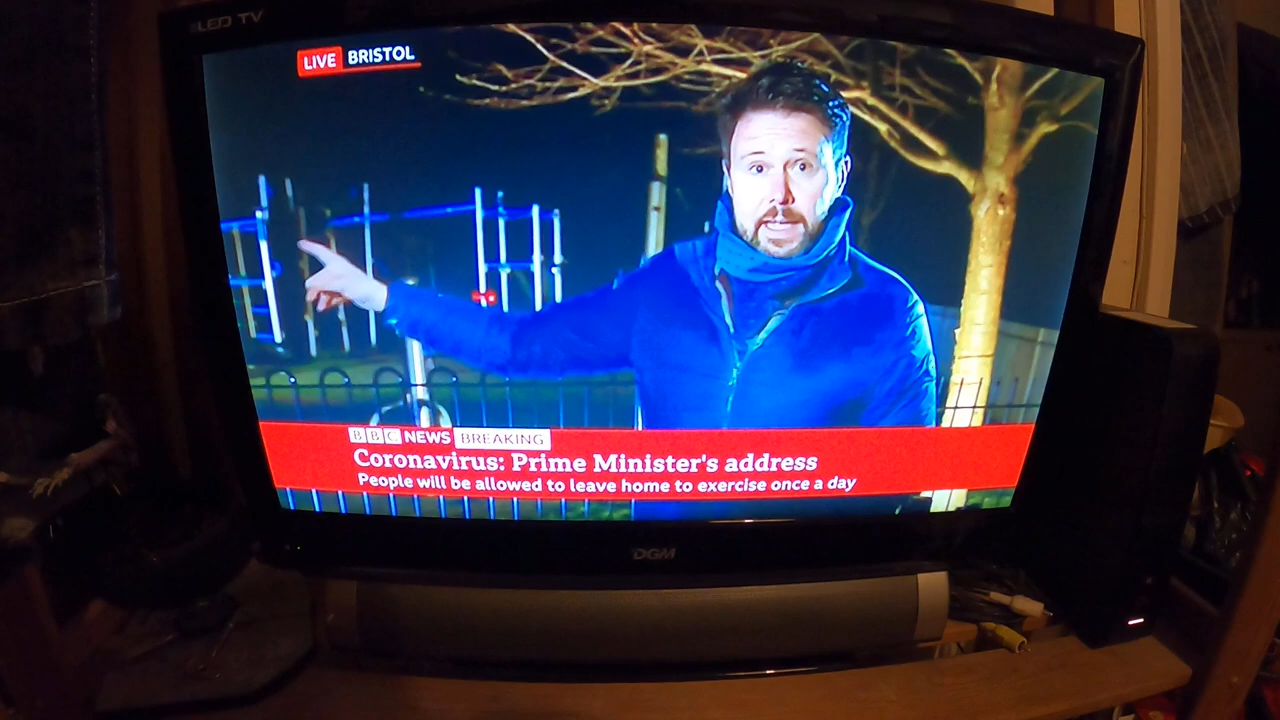 LED TV
LIVE BRISTOL
BBC NEWS BREAKING
Coronavirus: Prime Minister's address
People will be allowed to leave home to exercise once a day
DGM